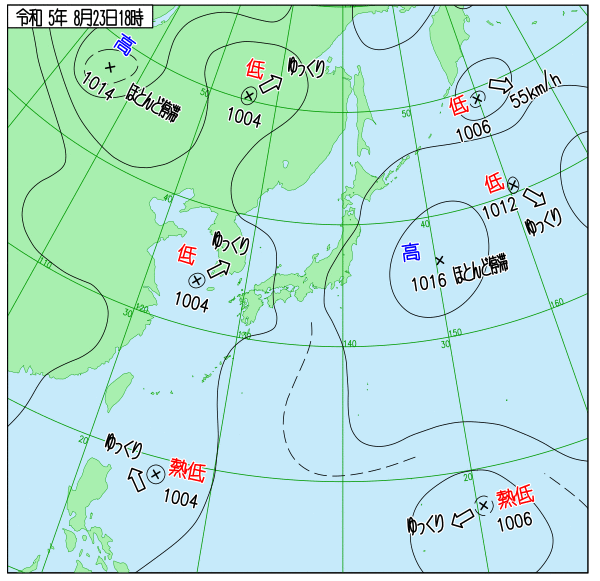 令和 5年 8月23日18時
高
1014 ほとんど停滞
低
ゆっくり
1004
50
低
55km/h
1006
50
低
1012
ゆっくり
40
40
高
1016 ほとんど停滞
低
ゆっくり
1004
110
120
30
130
140
30
150
160
20
ゆっくり
熱低
1004
20
熱低
1006
ゆっくり